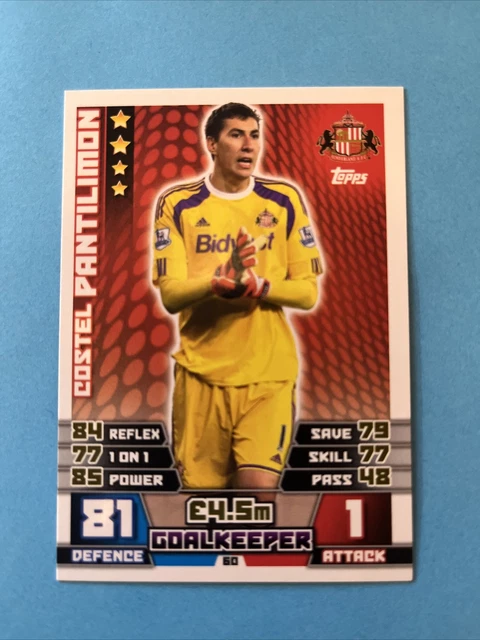 COSTEL PANTILIMON
topps
84 REFLEX
77 1 ON 1
85 POWER
SAVE 79
SKILL 77
PASS 48
£4.5m
GOALKEEPER
81
DEFENCE
60
1
ATTACK
1